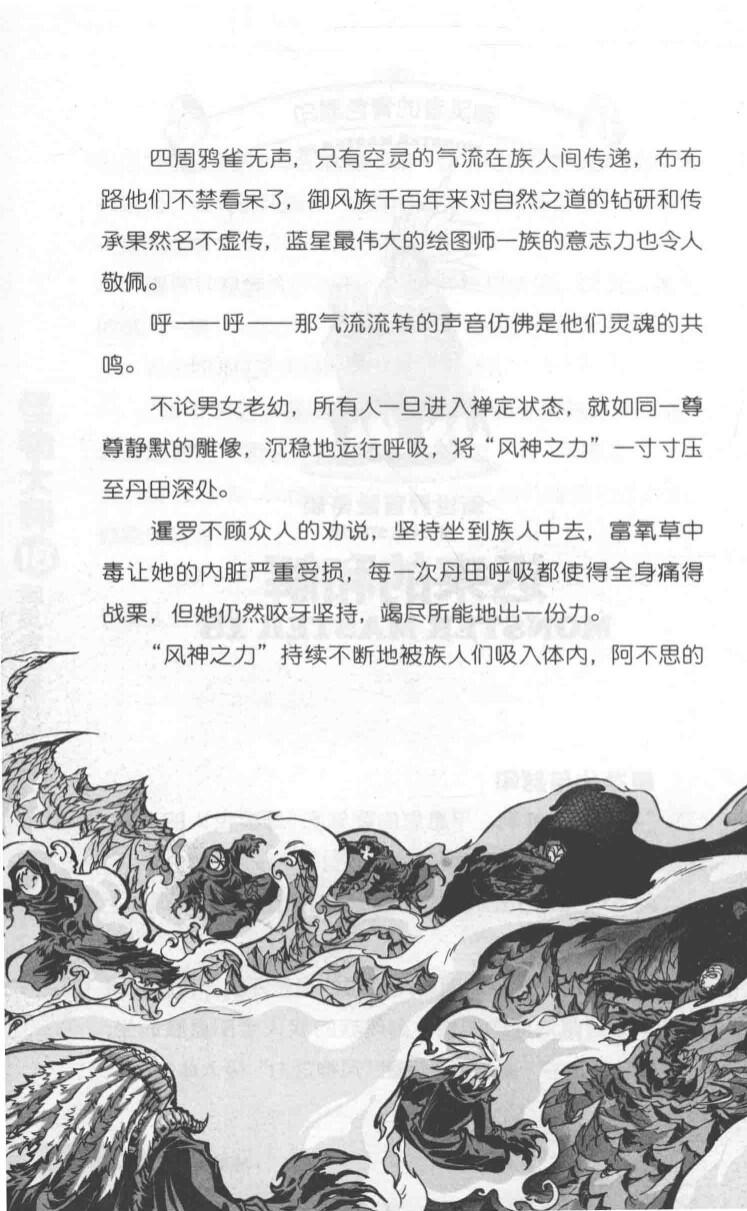 四周鸦雀无声，只有空灵的气流在族人间传递，布布
路他们不禁看呆了，御风族千百年来对自然之道的钻研和传
承果然名不虚传，蓝星最伟大的绘图师一族的意志力也令人
敬佩。
呼——呼——那气流流转的声音仿佛是他们灵魂的共
鸣。
不论男女老幼，所有人一旦进入禅定状态，就如同一尊
尊静默的雕像，沉稳地运行呼吸，将“风神之力”一寸寸压
至丹田深处。
暹罗不顾众人的劝说，坚持坐到族人中去，富氧草中
毒让她的内脏严重受损，每一次丹田呼吸都使得全身痛得
战栗，但她仍然咬牙坚持，竭尽所能地出一份力。
“风神之力”持续不断地被族人们吸入体内，阿不思的